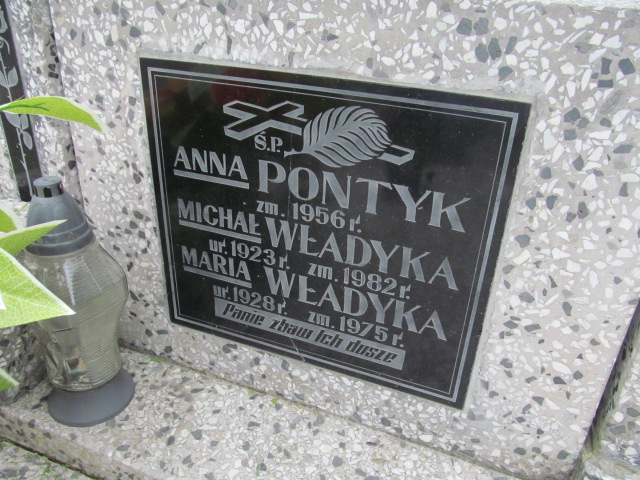 Ś.P.
ANNA PONTYK
zm. 1956 r.
MICHAŁ WŁADYKA
ur. 1923 r. zm. 1982 r.
MARIA WŁADYKA
ur. 1928 r. zm. 1975 r.
Panie zbaw Ich dusze